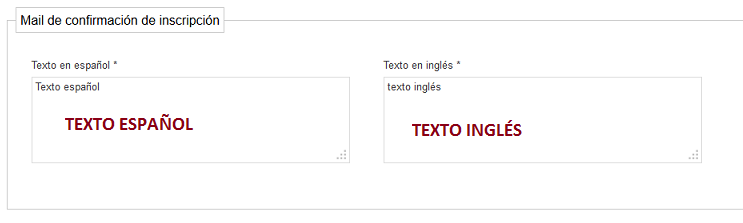 Mail de confirmación de inscripción
Texto en español *
Texto en inglés *
Texto español
texto inglés
TEXTO ESPAÑOL
TEXTO INGLÉS